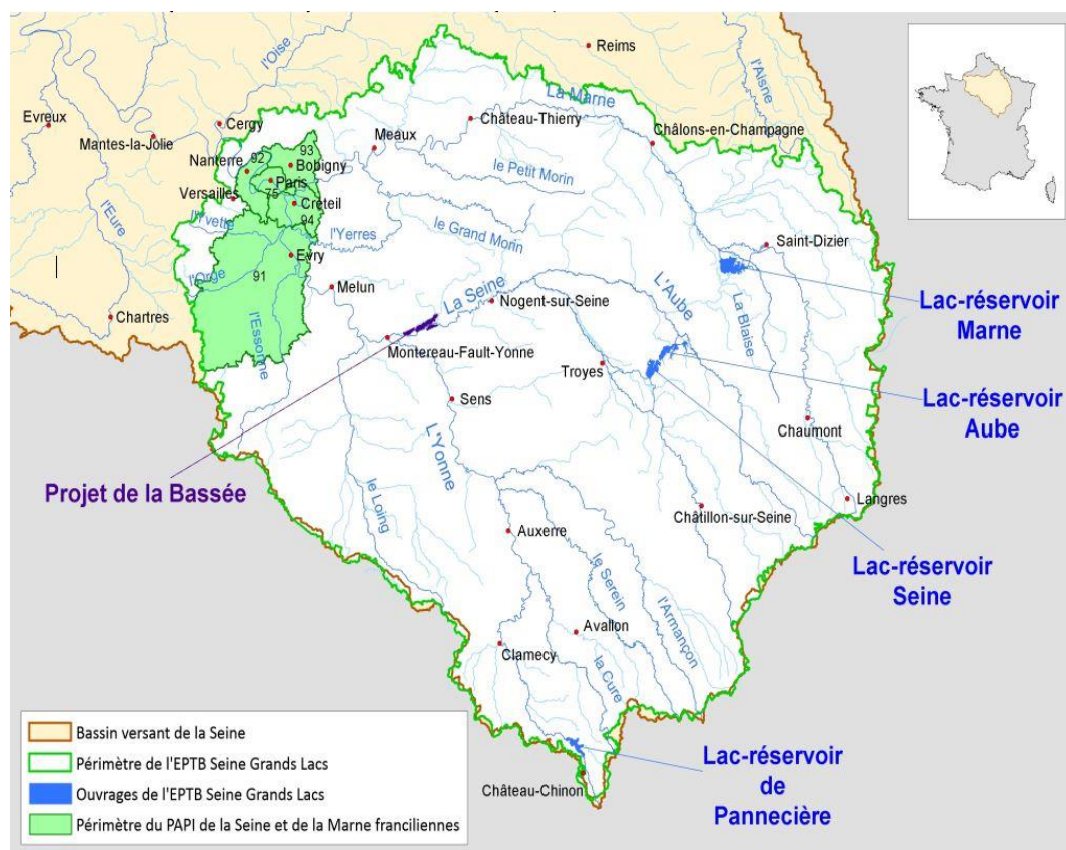 Reims
l'Oise
l'Aisne
La Marne
Evreux
Cergy
Château-Thierry
Mantes-la-Jolie
Meaux
Châlons-en-Champagne
93
92
Nanterre
Bobigny
le Petit Morin
Paris
75
Versailles
Créteil
l'Eure
l'Yvette
94
l'Yerres
le Grand Morin
Saint-Dizier
Evry
l'Orge
91
Melun
La Seine
Nogent-sur-Seine
L'Aube
La Blaise
Lac-réservoir
Marne
Chartres
l'Essonne
Montereau-Fault-Yonne
Troyes
Sens
Lac-réservoir
Aube
Chaumont
L'Yonne
Projet de la Bassée
le Loing
Langres
Châtillon-sur-Seine
Auxerre
Lac-réservoir
Seine
le Serein
l'Armançon
Avallon
Clamecy
la Cure
Bassin versant de la Seine
Périmètre de l'EPTB Seine Grands Lacs
Ouvrages de l'EPTB Seine Grands Lacs
Périmètre du PAPI de la Seine et de la Marne franciliennes
Château-Chinon
Lac-réservoir
de
Pannecière